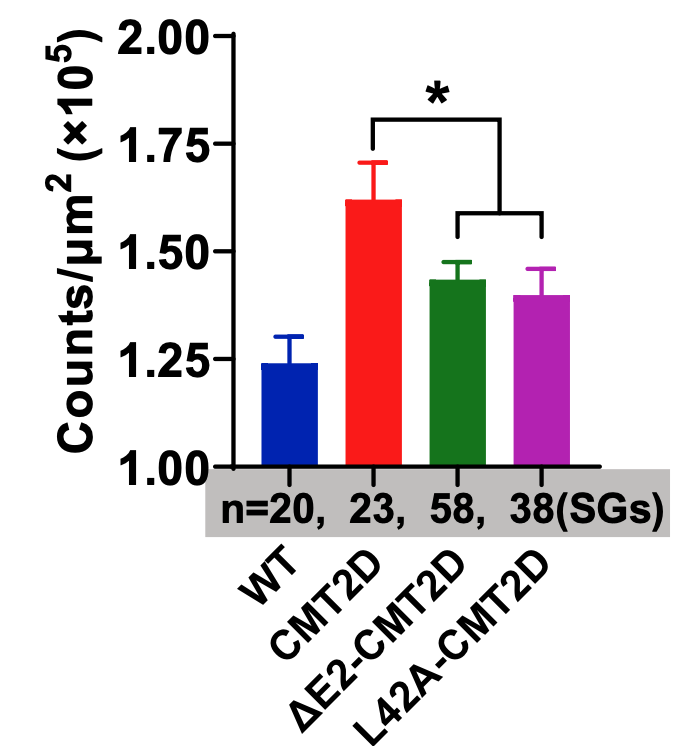 Counts/µm² (×10⁵)
2.00
1.75
1.50
1.25
1.00
*
n=20, 23, 58, 38(SGs)
WT
CMT2D
ΔE2-CMT2D
L42A-CMT2D